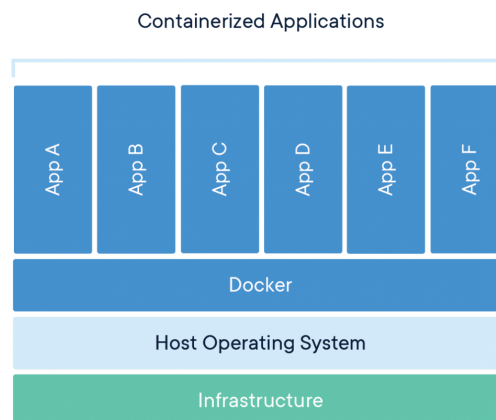 Containerized Applications
App A
App B
App C
App D
App E
App F
Docker
Host Operating System
Infrastructure